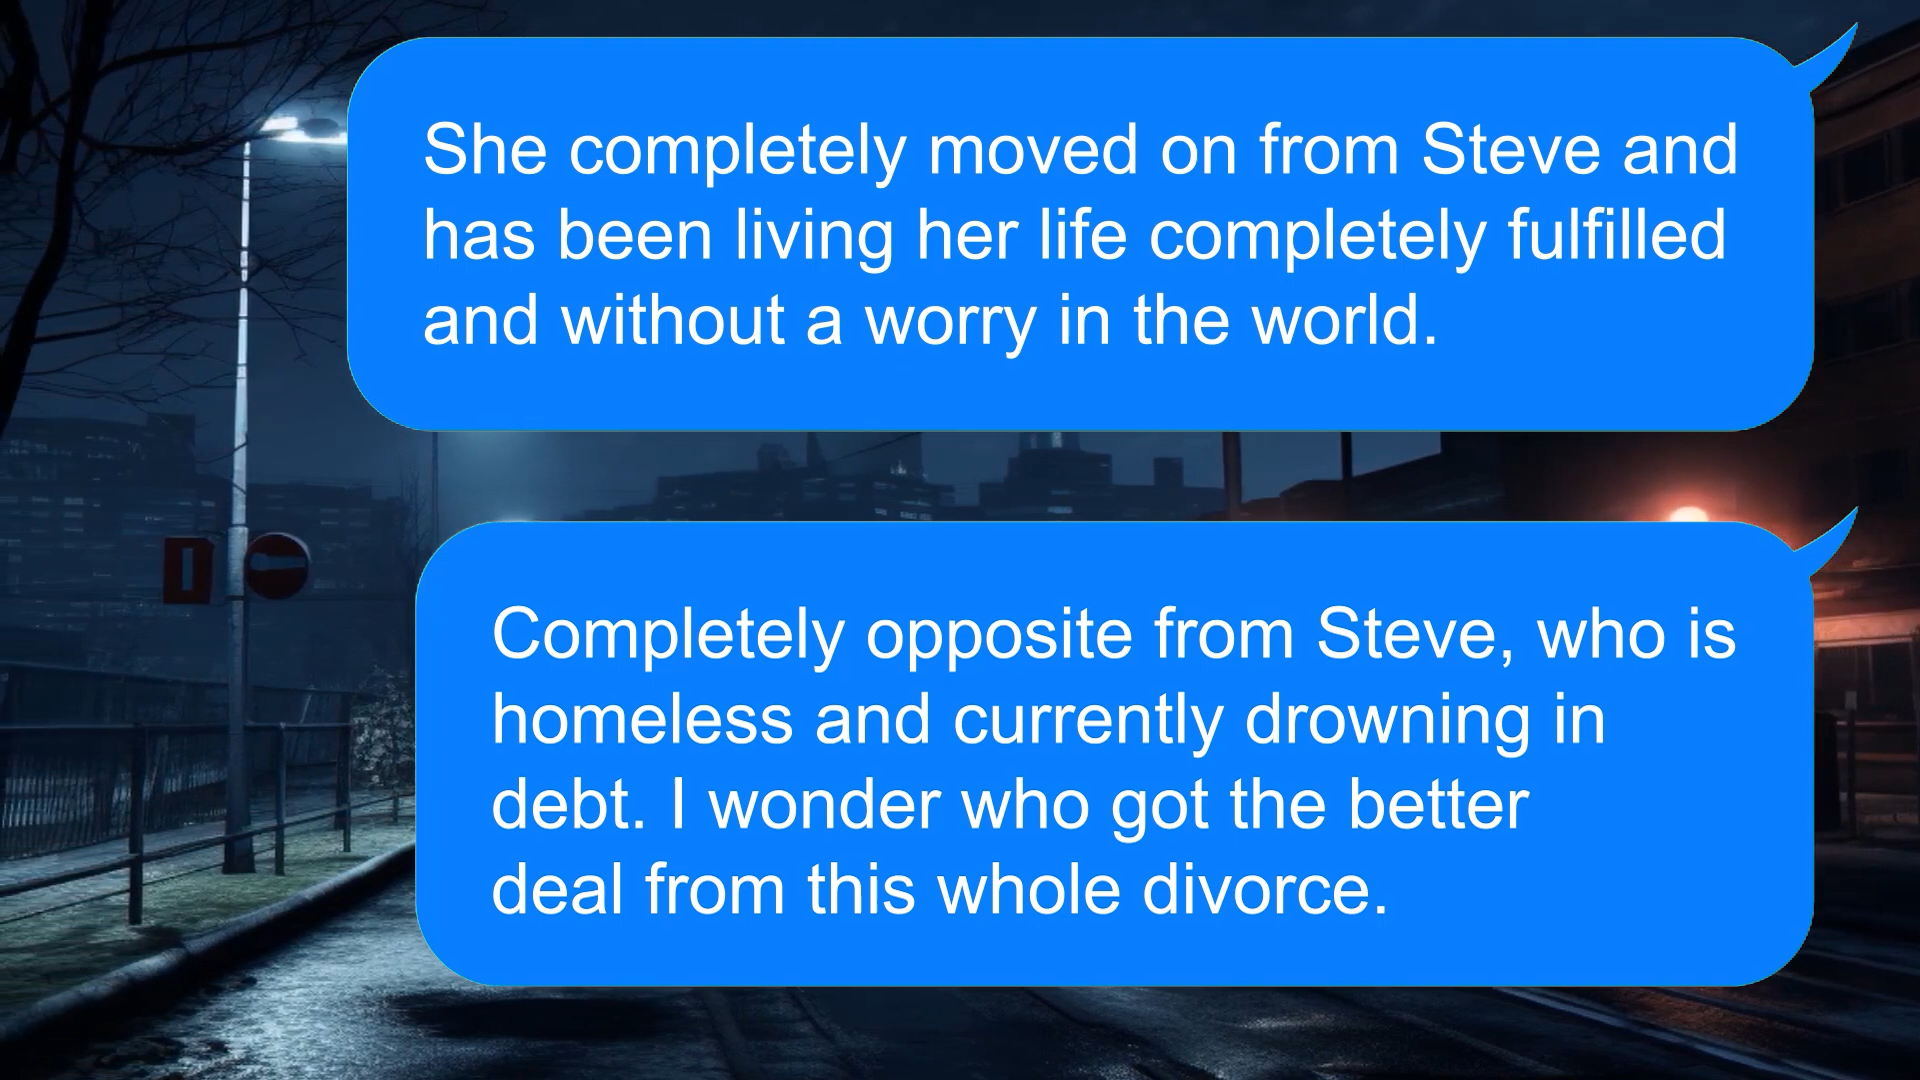 She completely moved on from Steve and
has been living her life completely fulfilled
and without a worry in the world.
Completely opposite from Steve, who is
homeless and currently drowning in
debt. I wonder who got the better
deal from this whole divorce.